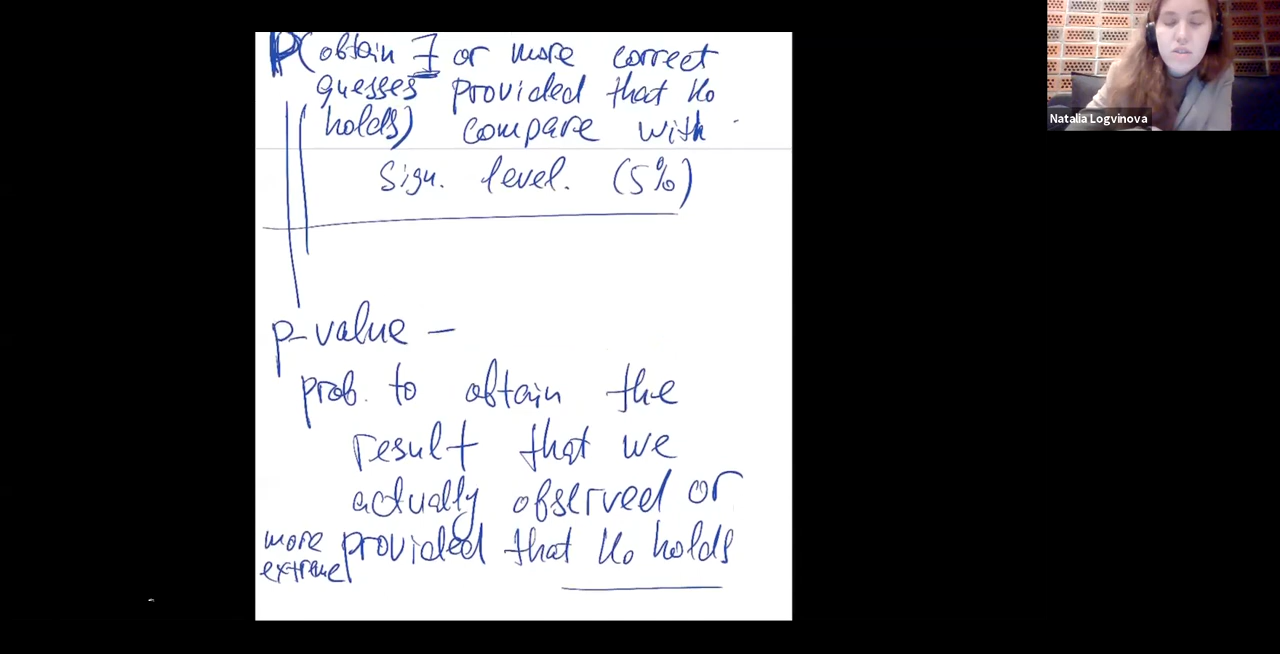 P(obtain 7 or more correct
guesses provided that H₀
holds) compare with
sign. level. (5%)
p-value –
prob. to obtain the
result that we
actually observed or
more extreme provided that H₀ holds
Natalia Logvinova